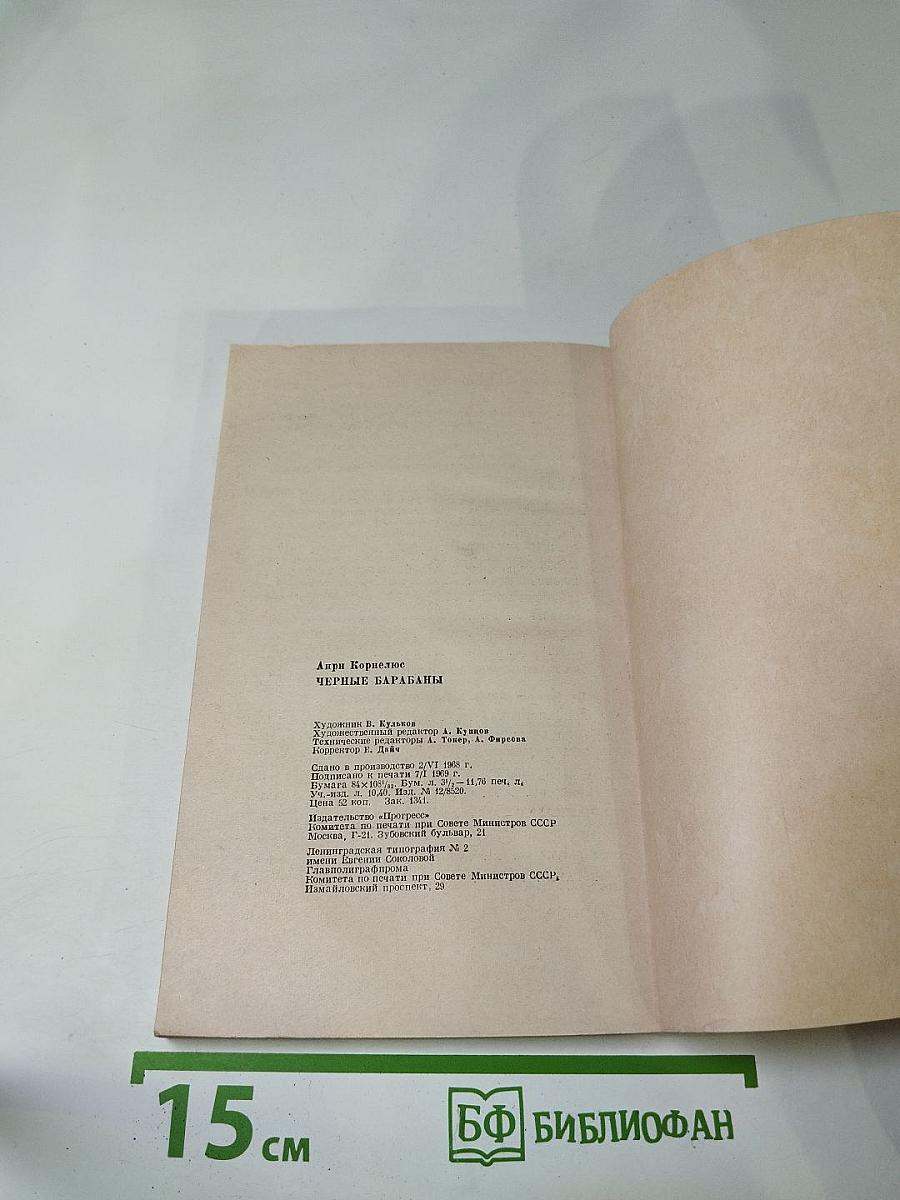 Анри Корнелюс
ЧЕРНЫЕ БАРАБАНЫ
Художник В. Кульков
Художественный редактор А. Купцов
Технические редакторы А. Токер, А. Фирсова
Корректор Е. Дайч
Сдано в производство 2/VI 1968 г.
Подписано к печати 7/I 1969 г.
Бумага 84×108¹/₃₂. Бум. л. 3¹/₂—11,76 печ. л.
Уч.-изд. л. 10,40. Изд. № 12/8520.
Цена 52 коп. Зак. 1341.
Издательство «Прогресс»
Комитета по печати при Совете Министров СССР
Москва, Г-21. Зубовский бульвар, 21
Ленинградская типография № 2
имени Евгении Соколовой
Главполиграфпрома
Комитета по печати при Совете Министров СССР,
Измайловский проспект, 29
15 см
БФ БИБЛИОФАН